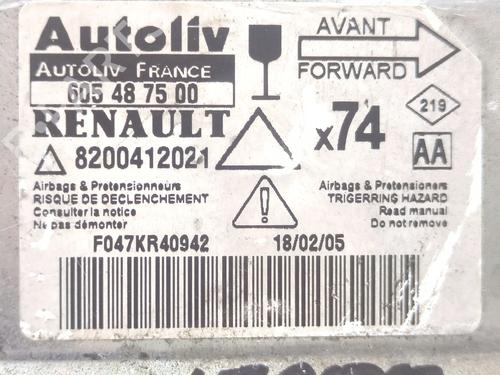 Autoliv
AUTOLIV FRANCE
605 48 75 00
RENAULT
8200412021
AVANT
FORWARD
x74
219
AA
Airbags & Pretensionneurs
RISQUE DE DECLENCHEMENT
Consulter la notice
Ne pas démonter
Airbags & Pretensioners
TRIGERRING HAZARD
Read manual
Do not remove
F047KR40942
18/02/05